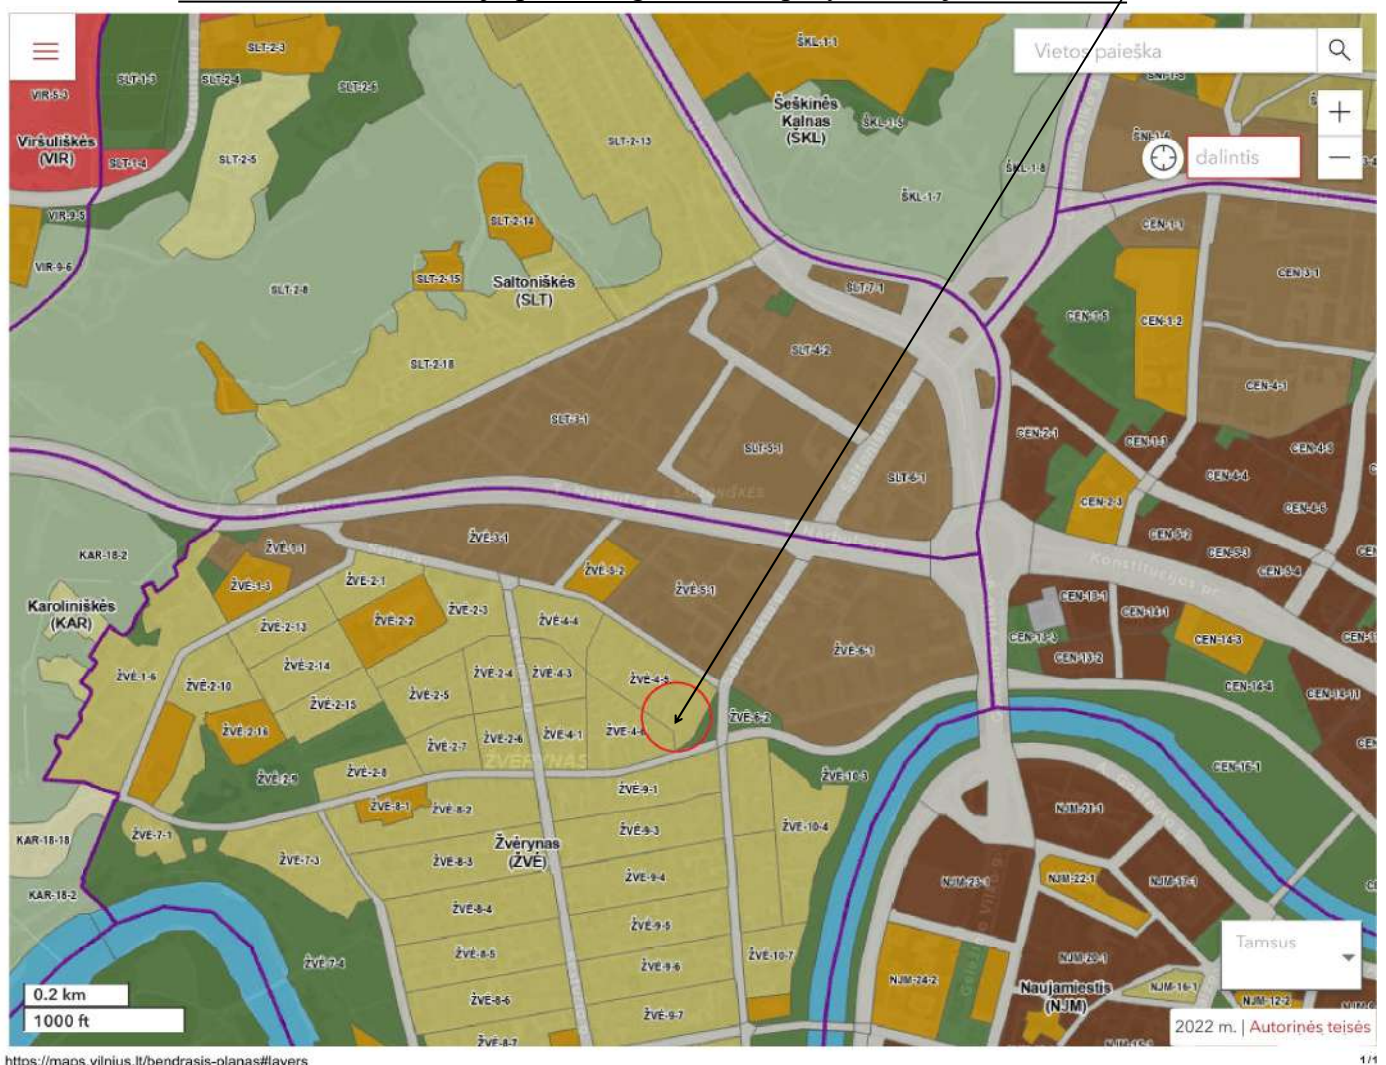 Vietos paieška
dalintis
+
−
VIR-5-3
SLT-1-3
SLT-2-4
SLT-2-3
SLT-2-6
ŠKL-1-1
Viršuliškės
(VIR)
SLT-1-4
SLT-2-5
SLT-2-13
Šeškinės
Kalnas
(ŠKL)
ŠKL-1-5
ŠNI-1-5
ŠNI-1-6
VIR-9-5
VIR-9-6
SLT-2-14
SLT-2-15
SLT-2-8
Saltoniškės
(SLT)
ŠKL-1-7
ŠKL-1-8
CEN-1-1
CEN-3-1
SLT-7-1
CEN-1-5
CEN-1-2
SLT-2-18
SLT-4-2
CEN-4-1
SLT-3-1
SLT-5-1
SLT-6-1
CEN-2-1
CEN-1-3
CEN-4-4
CEN-2-3
CEN-4-6
KAR-18-2
ŽVĖ-1-1
ŽVĖ-3-1
CEN-5-2
CEN-5-3
CEN-5-4
Konstitucijos pr.
Karoliniškės
(KAR)
ŽVĖ-1-3
ŽVĖ-2-1
ŽVĖ-5-2
ŽVĖ-5-1
ŽVĖ-2-13
ŽVĖ-2-2
ŽVĖ-2-3
ŽVĖ-4-4
CEN-13-1
CEN-14-1
CEN-13-3
CEN-14-3
CEN-13-2
ŽVĖ-6-1
ŽVĖ-1-6
ŽVĖ-2-10
ŽVĖ-2-14
ŽVĖ-2-15
ŽVĖ-2-5
ŽVĖ-2-4
ŽVĖ-4-3
ŽVĖ-4-5
CEN-14-4
CEN-14-11
ŽVĖ-2-16
ŽVĖ-2-7
ŽVĖ-2-6
ŽVĖ-4-1
ŽVĖ-6-2
ŽVĖRYNAS
ŽVĖ-2-9
ŽVĖ-2-8
ŽVĖ-10-3
CEN-16-1
ŽVĖ-8-1
ŽVĖ-8-2
ŽVĖ-9-1
NJM-21-1
KAR-18-18
ŽVĖ-7-1
ŽVĖ-7-3
ŽVĖ-8-3
Žvėrynas
(ŽVĖ)
ŽVĖ-9-3
ŽVĖ-10-4
ŽVĖ-9-4
NJM-23-1
NJM-22-1
NJM-17-1
KAR-18-2
ŽVĖ-8-4
ŽVĖ-9-5
ŽVĖ-7-4
ŽVĖ-8-5
ŽVĖ-9-6
ŽVĖ-10-7
NJM-20-1
Tamsus
NJM-24-2
Naujamiestis
(NJM)
NJM-16-1
NJM-12-2
0.2 km
1000 ft
ŽVĖ-8-6
ŽVĖ-9-7
ŽVĖ-8-7
2022 m. | Autorinės teisės
https://maps.vilnius.lt/bendrasis-planas#layers
1/1